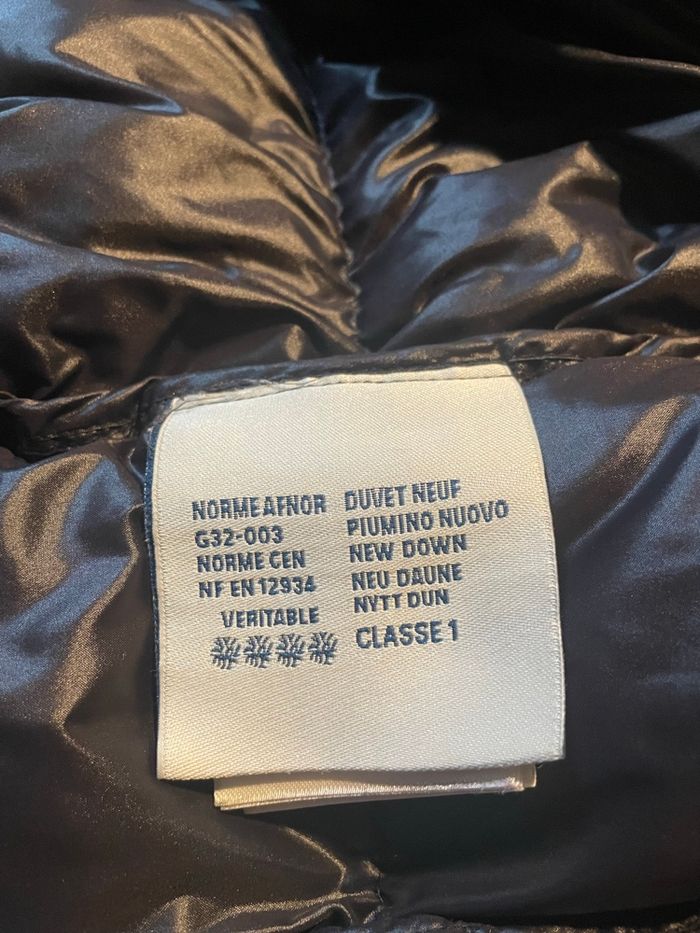 NORME AFNOR
G32-003
NORME CEN
NF EN 12934
VERITABLE
DUVET NEUF
PIUMINO NUOVO
NEW DOWN
NEU DAUNE
NYTT DUN
CLASSE 1